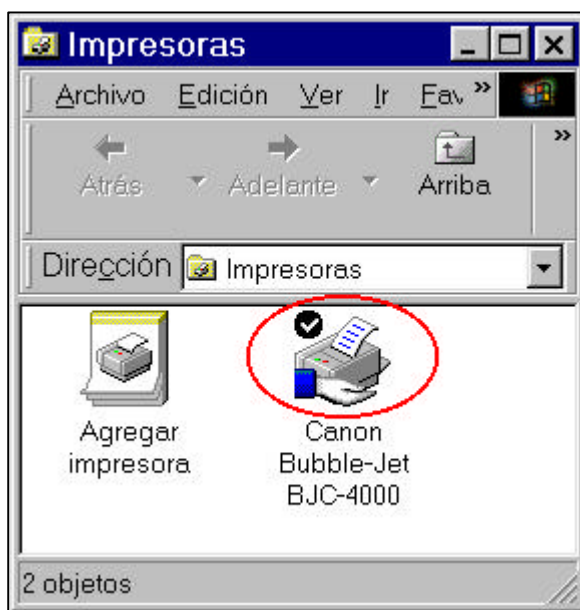 Impresoras
Archivo Edición Ver Ir Fav »
Atrás Adelante Arriba »
Dirección Impresoras
Agregar impresora
Canon Bubble-Jet BJC-4000
2 objetos